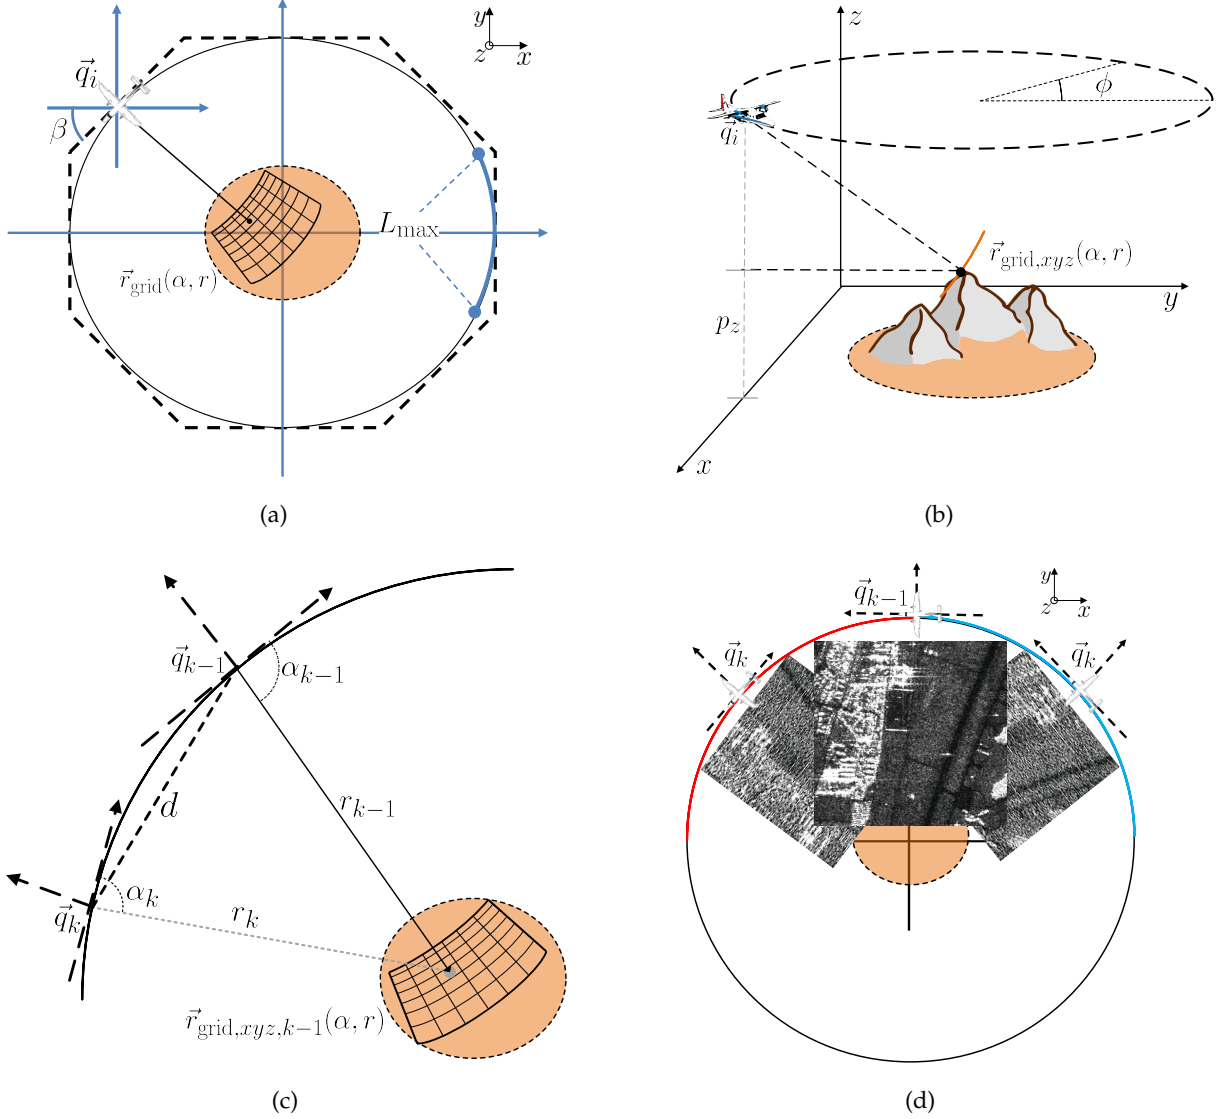 y
x
z
q⃗_i
β
L_max
r⃗_grid(α, r)
(a)
z
ϕ
q⃗_i
r⃗_grid,xyz(α, r)
y
p_z
x
(b)
q⃗_{k−1}
α_{k−1}
d
r_{k−1}
α_k
q⃗_k
r_k
r⃗_grid,xyz,k−1(α, r)
(c)
y
z
x
q⃗_{k−1}
q⃗_k
q⃗_k
(d)